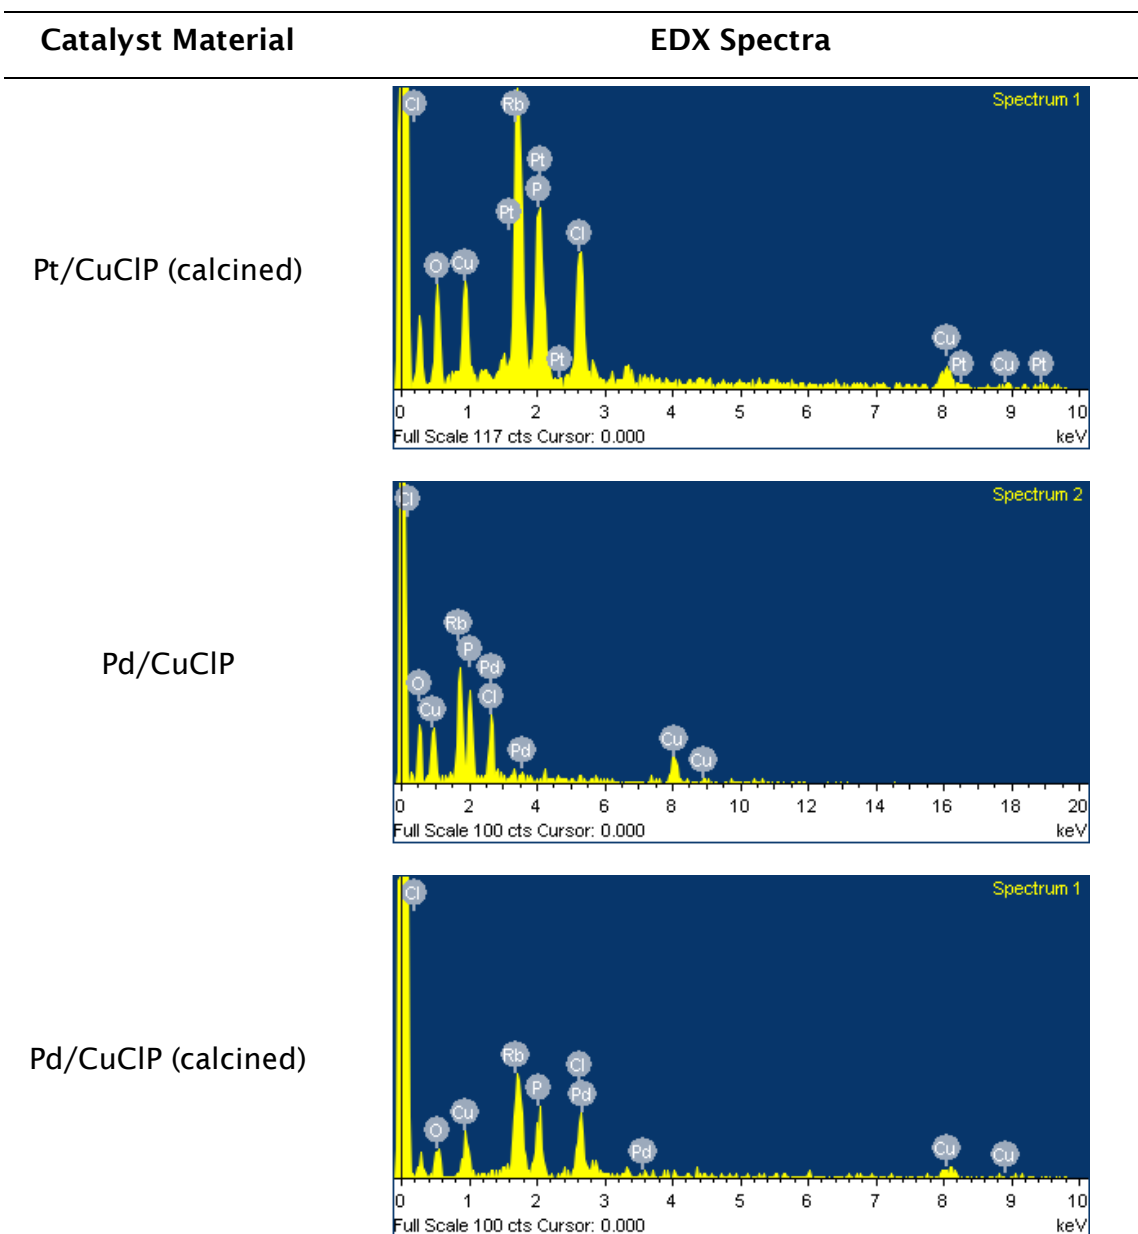 Catalyst Material EDX Spectra
Pt/CuClP (calcined)
Spectrum 1
Cl Rb
Pt
P
Pt
Cl
O Cu
Cu
Pt Pt Cu Pt
0 1 2 3 4 5 6 7 8 9 10
Full Scale 117 cts Cursor: 0.000 keV
Pd/CuClP
Spectrum 2
Cl
Rb
P
Pd
O
Cl
Cu
Cu
Pd
Cu
0 2 4 6 8 10 12 14 16 18 20
Full Scale 100 cts Cursor: 0.000 keV
Pd/CuClP (calcined)
Spectrum 1
Cl
Rb
Cl
P
Pd
Cu
O
Cu
Pd Cu
0 1 2 3 4 5 6 7 8 9 10
Full Scale 100 cts Cursor: 0.000 keV